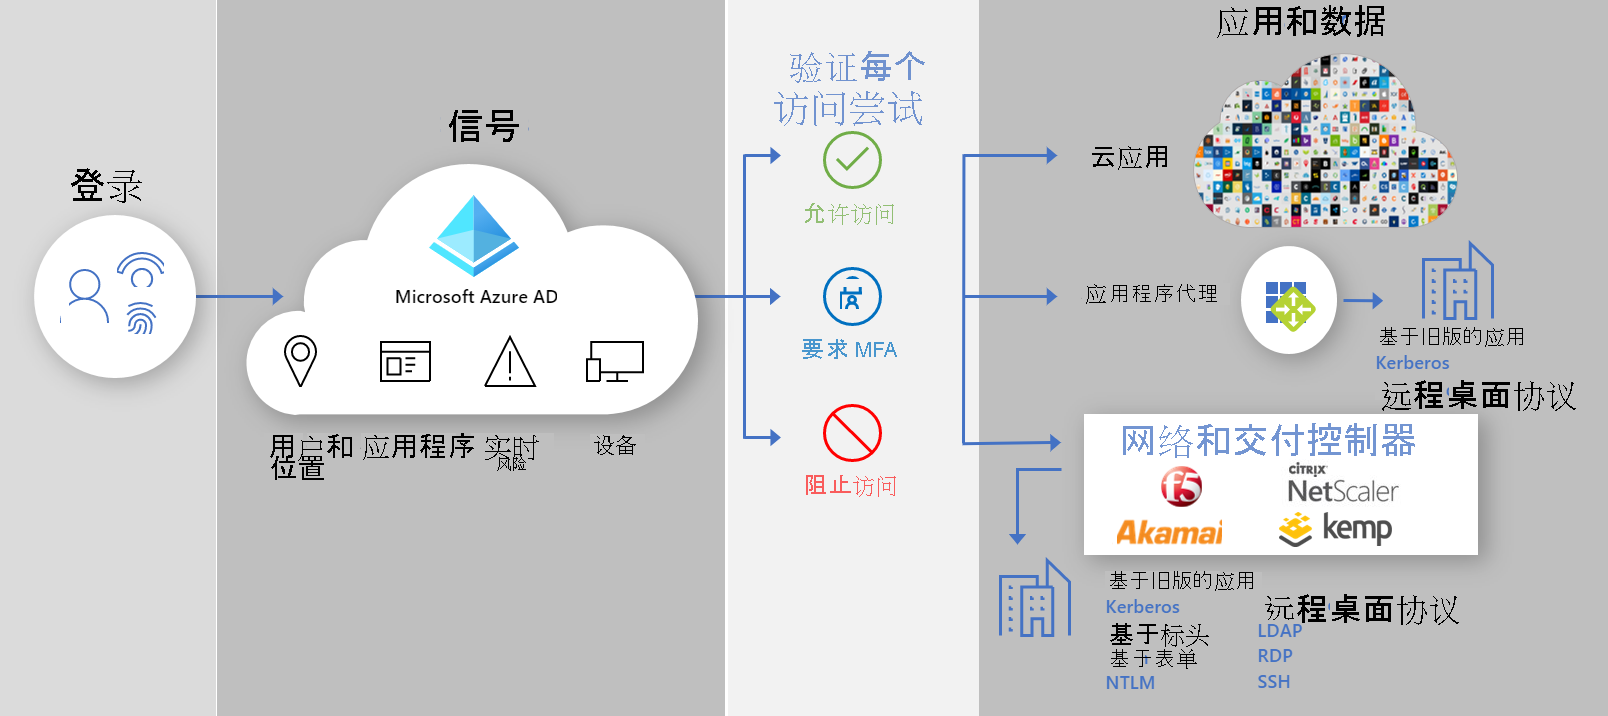 登录
信号
Microsoft Azure AD
用户和
位置
应用程序
实时
风险
设备
验证每个
访问尝试
允许访问
要求 MFA
阻止访问
应用和数据
云应用
应用程序代理
基于旧版的应用
Kerberos
远程桌面协议
网络和交付控制器
f5
CITRIX
NetScaler
Akamai
kemp
基于旧版的应用
Kerberos
远程桌面协议
基于标头
LDAP
基于表单
RDP
NTLM
SSH